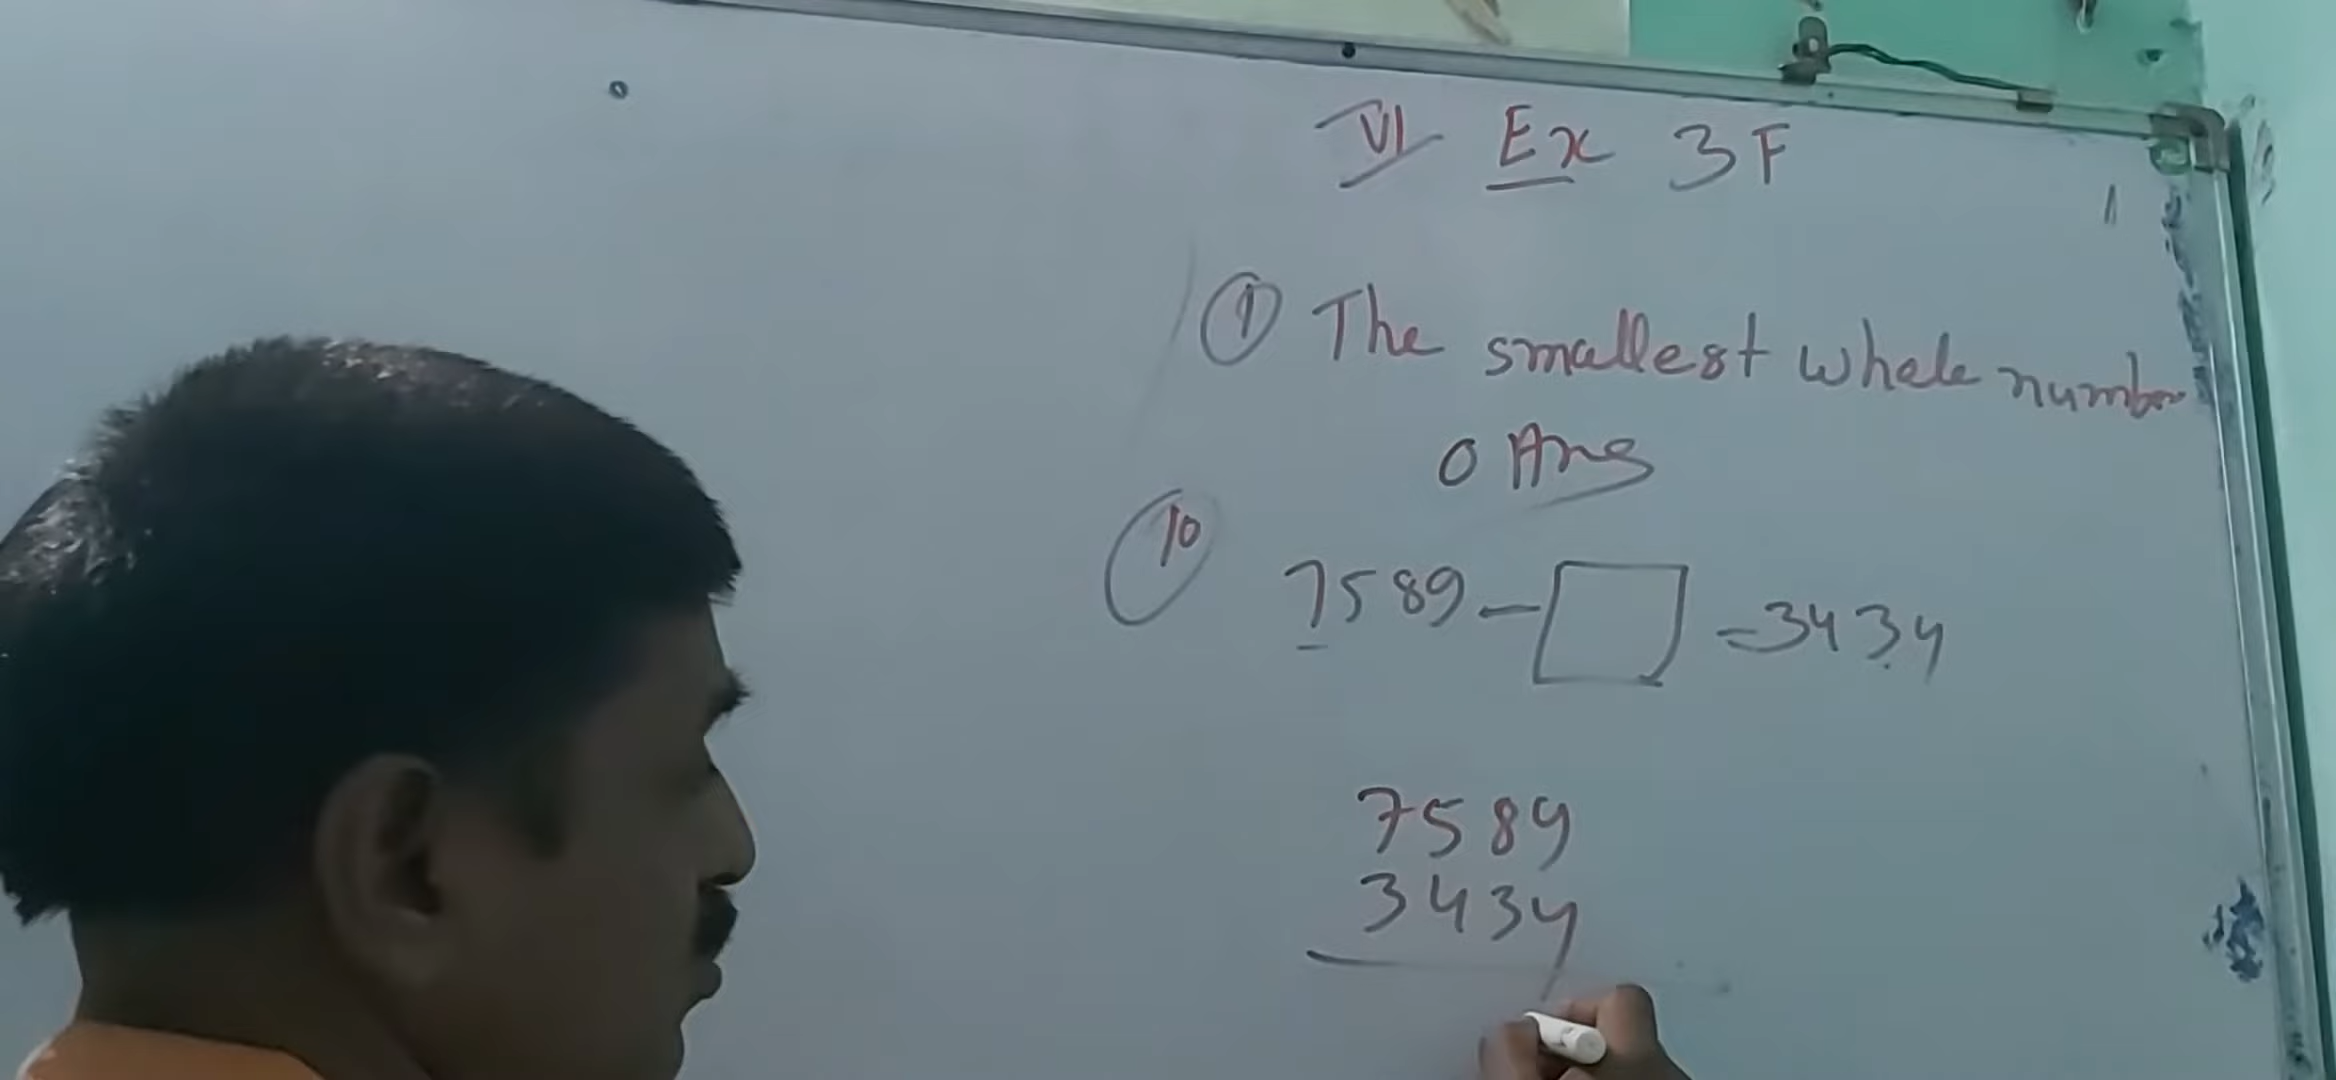 VI Ex 3F
① The smallest whole number
0 Ans
⑩ 7589 - □ = 3434
7589
3434